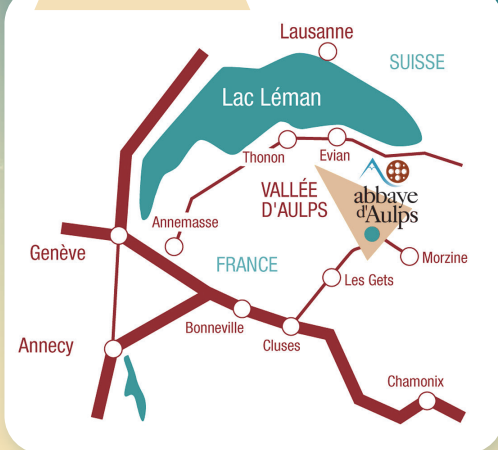 Lausanne
SUISSE
Lac Léman
Thonon
Evian
VALLÉE
D'AULPS
abbaye
d'Aulps
Annemasse
Genève
FRANCE
Morzine
Les Gets
Bonneville
Cluses
Annecy
Chamonix